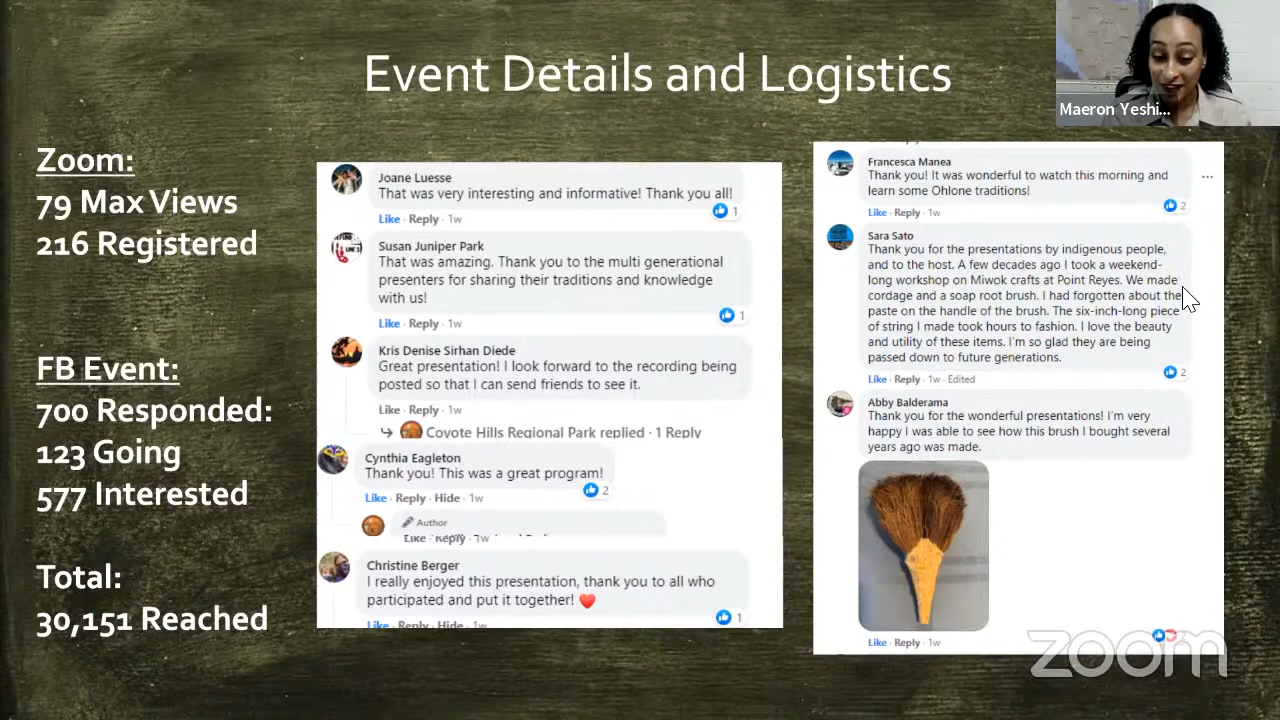 Event Details and Logistics
Maeron Yeshi...
Zoom:
79 Max Views
216 Registered
FB Event:
700 Responded:
123 Going
577 Interested
Total:
30,151 Reached
Joane Luesse
That was very interesting and informative! Thank you all!
Like · Reply · 1w
1
Susan Juniper Park
That was amazing. Thank you to the multi generational
presenters for sharing their traditions and knowledge
with us!
1
Like · Reply · 1w
Kris Denise Sirhan Diede
Great presentation! I look forward to the recording being
posted so that I can send friends to see it.
Like · Reply · 1w
Coyote Hills Regional Park replied · 1 Reply
Cynthia Eagleton
Thank you! This was a great program!
2
Like · Reply · Hide · 1w
Author
Like · Reply · 1w
Christine Berger
I really enjoyed this presentation, thank you to all who
participated and put it together! ❤
1
Like · Reply · Hide · 1w
Francesca Manea
Thank you! It was wonderful to watch this morning and
learn some Ohlone traditions!
2
Like · Reply · 1w
Sara Sato
Thank you for the presentations by indigenous people,
and to the host. A few decades ago I took a weekend-
long workshop on Miwok crafts at Point Reyes. We made
cordage and a soap root brush. I had forgotten about the
paste on the handle of the brush. The six-inch-long piece
of string I made took hours to fashion. I love the beauty
and utility of these items. I'm so glad they are being
passed down to future generations.
2
Like · Reply · 1w · Edited
Abby Balderama
Thank you for the wonderful presentations! I'm very
happy I was able to see how this brush I bought several
years ago was made.
2
Like · Reply · 1w
zoom